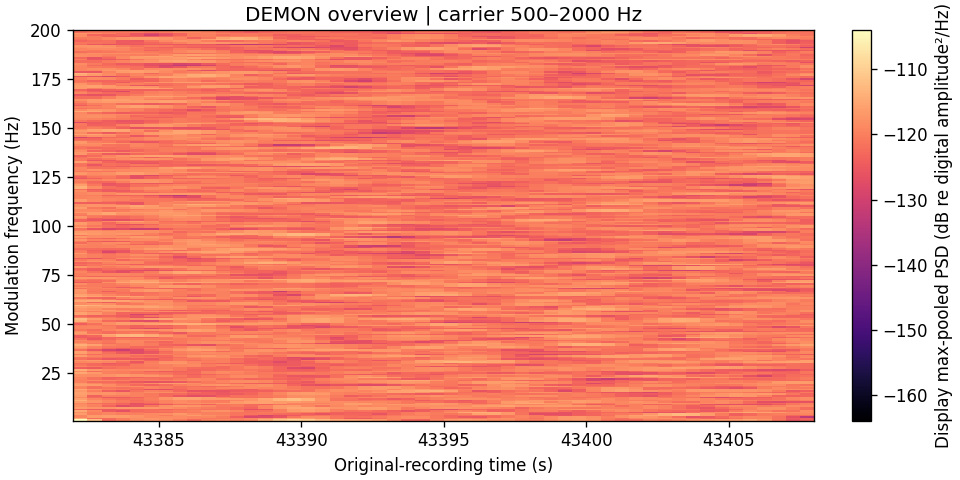 DEMON overview | carrier 500–2000 Hz
200
175
150
125
100
75
50
25
Modulation frequency (Hz)
43385 43390 43395 43400 43405
Original-recording time (s)
−110
−120
−130
−140
−150
−160
Display max-pooled PSD (dB re digital amplitude²/Hz)